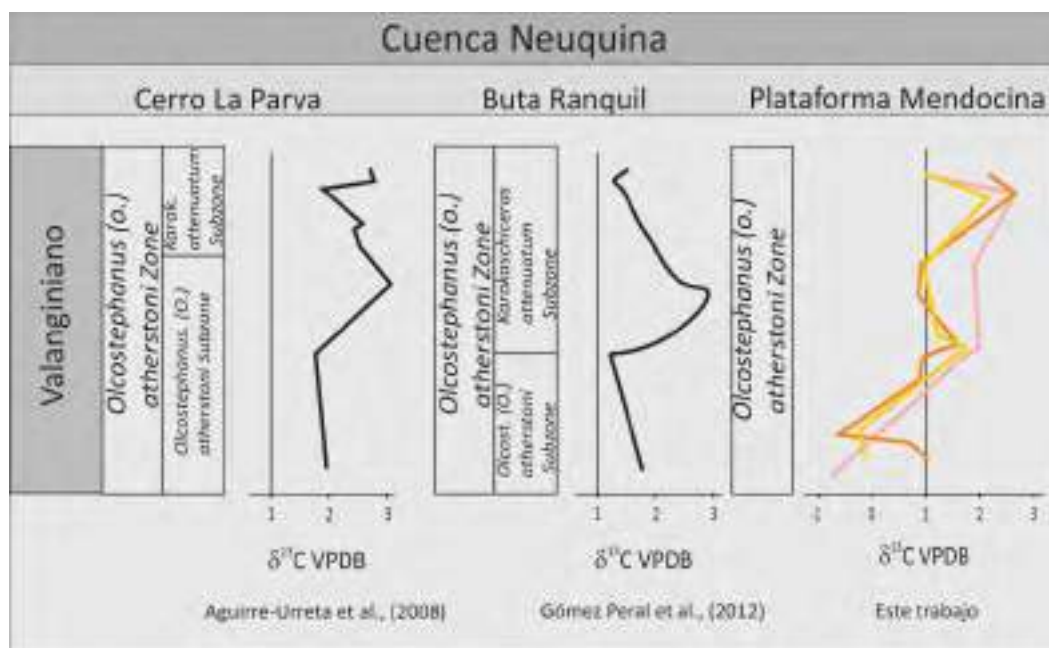 Cuenca Neuquina
Cerro La Parva
Buta Ranquil
Plataforma Mendocina
Valanginiano
Olcostephanus (o.)
atherstoni Zone
Karak.
attenuatum
Subzone
Olcostephanus. (O.)
atherstoni Subzone
Olcostephanus (o.)
atherstoni Zone
Karakaschiceras
attenuatum
Subzone
Olcost. (O.)
atherstoni
Subzone
Olcostephanus (o.)
atherstoni Zone
1 2 3
1 2 3
-1 0 1 2 3
δ¹³C VPDB
δ¹³C VPDB
δ¹³C VPDB
Aguirre-Urreta et al., (2008)
Gómez Peral et al., (2012)
Este trabajo